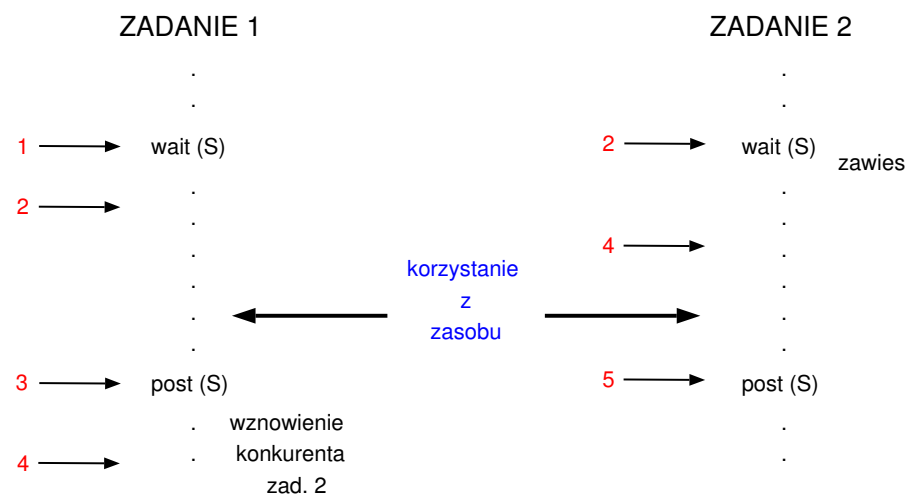 ZADANIE 1
ZADANIE 2
1
wait (S)
2
wait (S)
zawies
2
4
korzystanie
z
zasobu
3
post (S)
5
post (S)
wznowienie
4
konkurenta
zad. 2